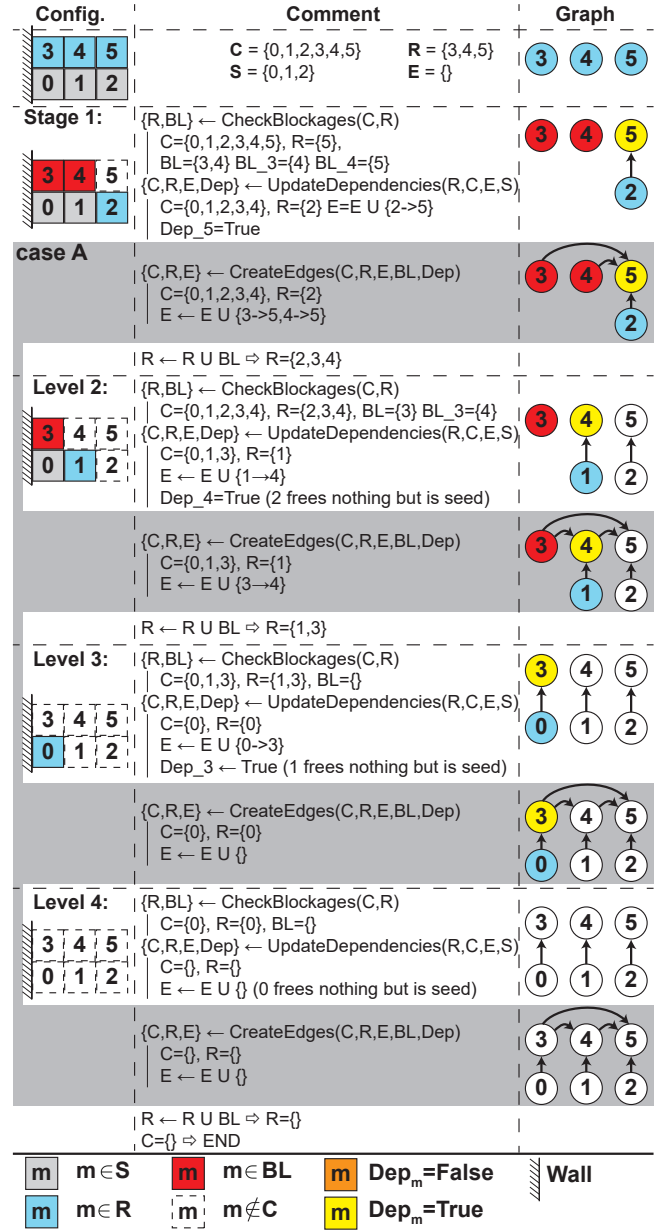 Config. Comment Graph
3 4 5
0 1 2
C = {0,1,2,3,4,5} R = {3,4,5}
S = {0,1,2} E = {}
3 4 5
Stage 1:
3 4 5
0 1 2
{R,BL} ← CheckBlockages(C,R)
C={0,1,2,3,4,5}, R={5},
BL={3,4} BL_3={4} BL_4={5}
{C,R,E,Dep} ← UpdateDependencies(R,C,E,S)
C={0,1,2,3,4}, R={2} E=E U {2->5}
Dep_5=True
3 4 5
2
case A
{C,R,E} ← CreateEdges(C,R,E,BL,Dep)
C={0,1,2,3,4}, R={2}
E ← E U {3->5,4->5}
3 4 5
2
R ← R U BL ⇨ R={2,3,4}
Level 2:
3 4 5
0 1 2
{R,BL} ← CheckBlockages(C,R)
C={0,1,2,3,4}, R={2,3,4}, BL={3} BL_3={4}
{C,R,E,Dep} ← UpdateDependencies(R,C,E,S)
C={0,1,3}, R={1}
E ← E U {1→4}
Dep_4=True (2 frees nothing but is seed)
3 4 5
1 2
{C,R,E} ← CreateEdges(C,R,E,BL,Dep)
C={0,1,3}, R={1}
E ← E U {3→4}
3 4 5
1 2
R ← R U BL ⇨ R={1,3}
Level 3:
3 4 5
0 1 2
{R,BL} ← CheckBlockages(C,R)
C={0,1,3}, R={1,3}, BL={}
{C,R,E,Dep} ← UpdateDependencies(R,C,E,S)
C={0}, R={0}
E ← E U {0->3}
Dep_3 ← True (1 frees nothing but is seed)
3 4 5
0 1 2
{C,R,E} ← CreateEdges(C,R,E,BL,Dep)
C={0}, R={0}
E ← E U {}
3 4 5
0 1 2
Level 4:
3 4 5
0 1 2
{R,BL} ← CheckBlockages(C,R)
C={0}, R={0}, BL={}
{C,R,E,Dep} ← UpdateDependencies(R,C,E,S)
C={}, R={}
E ← E U {} (0 frees nothing but is seed)
3 4 5
0 1 2
{C,R,E} ← CreateEdges(C,R,E,BL,Dep)
C={}, R={}
E ← E U {}
3 4 5
0 1 2
R ← R U BL ⇨ R={}
C={} ⇨ END
m m∈S m m∈BL m Depm=False Wall
m m∈R m m∉C m Depm=True